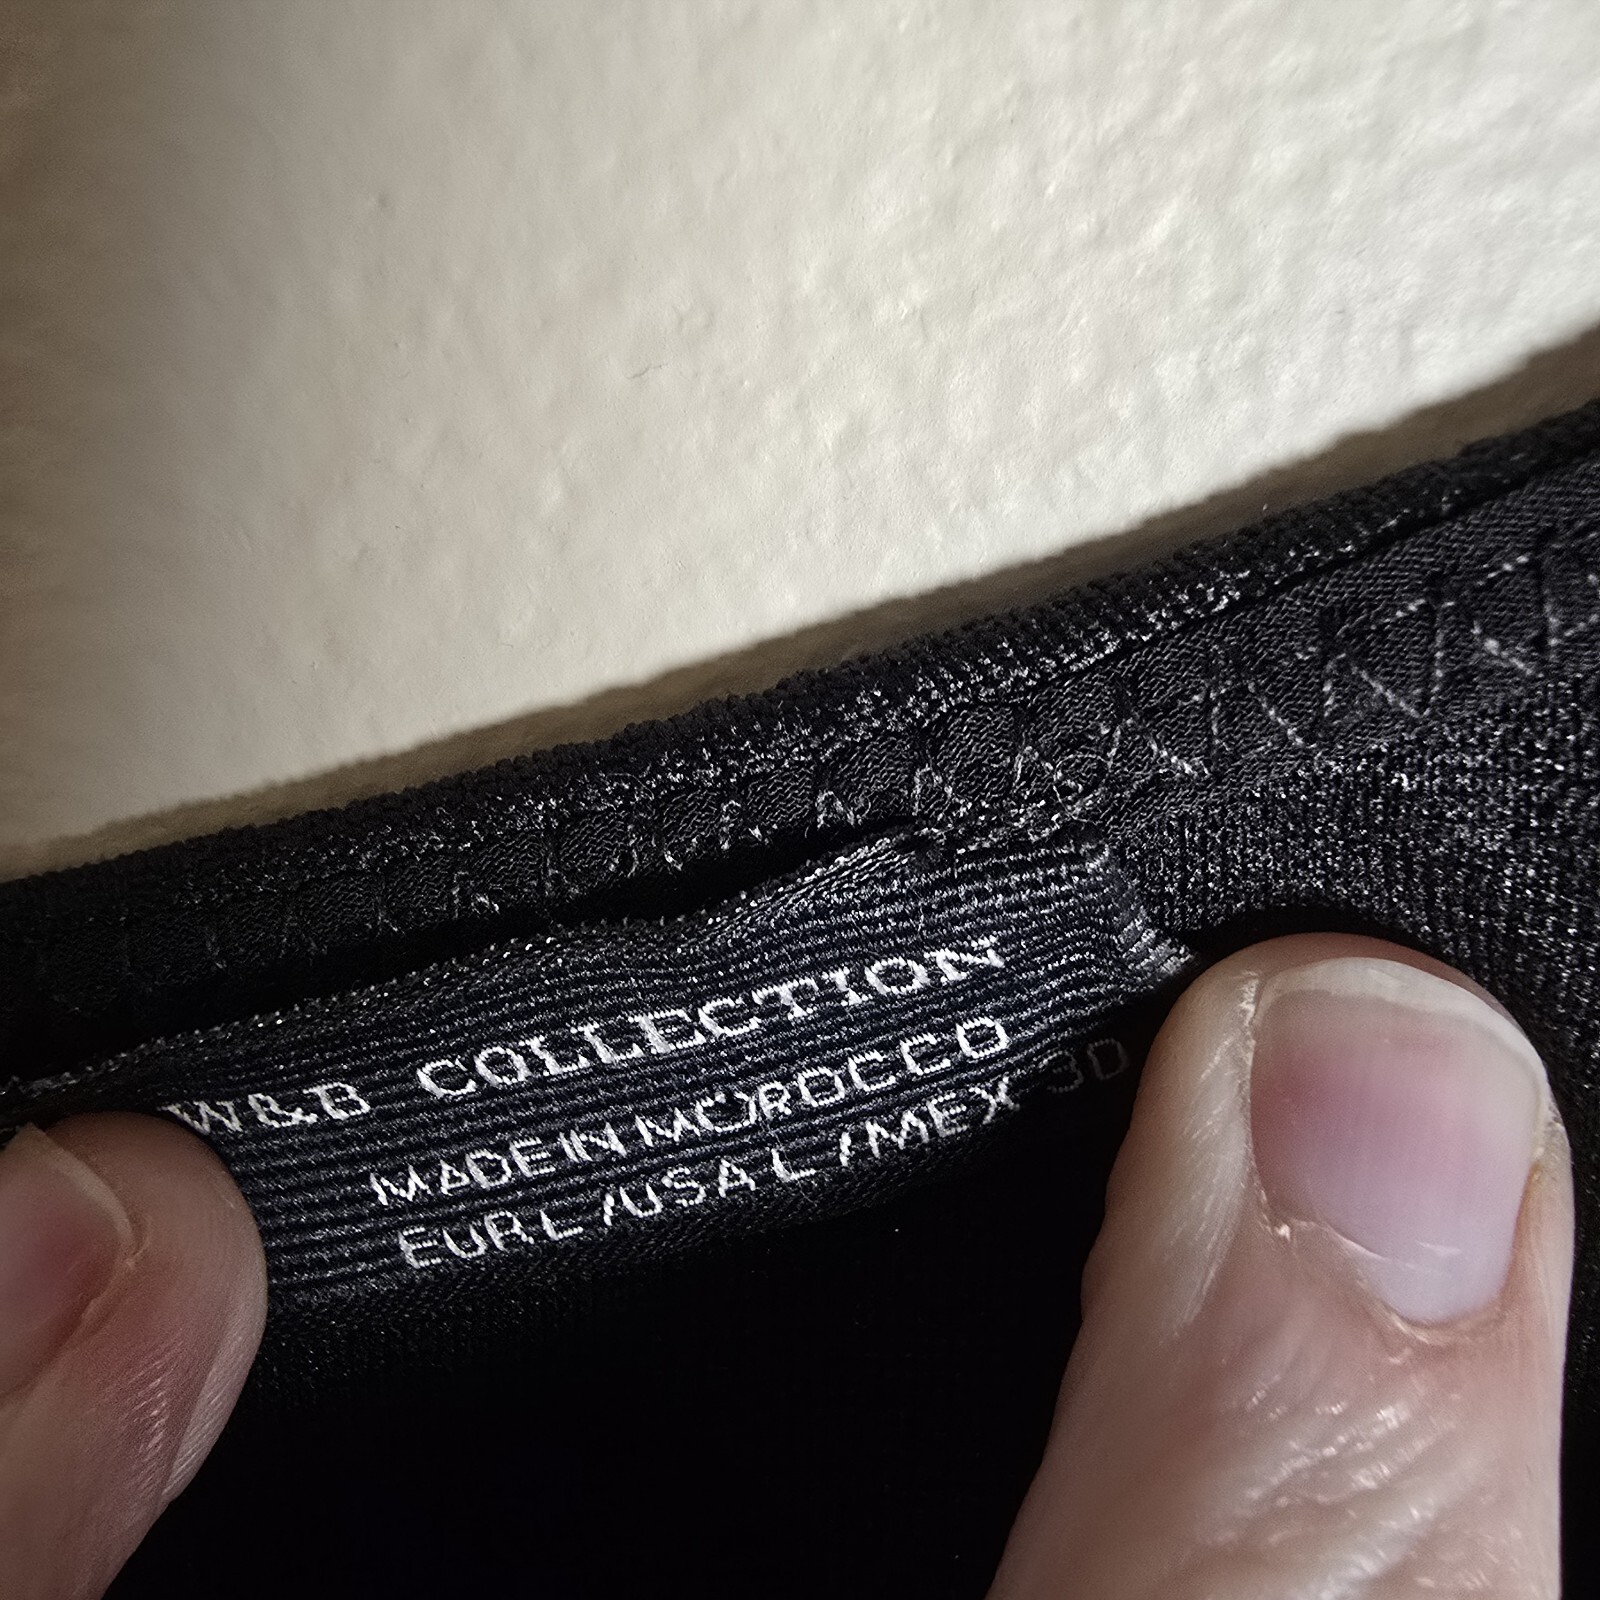 W&B COLLECTION
MADE IN MOROCCO
EUR L /USA L /MEX 30